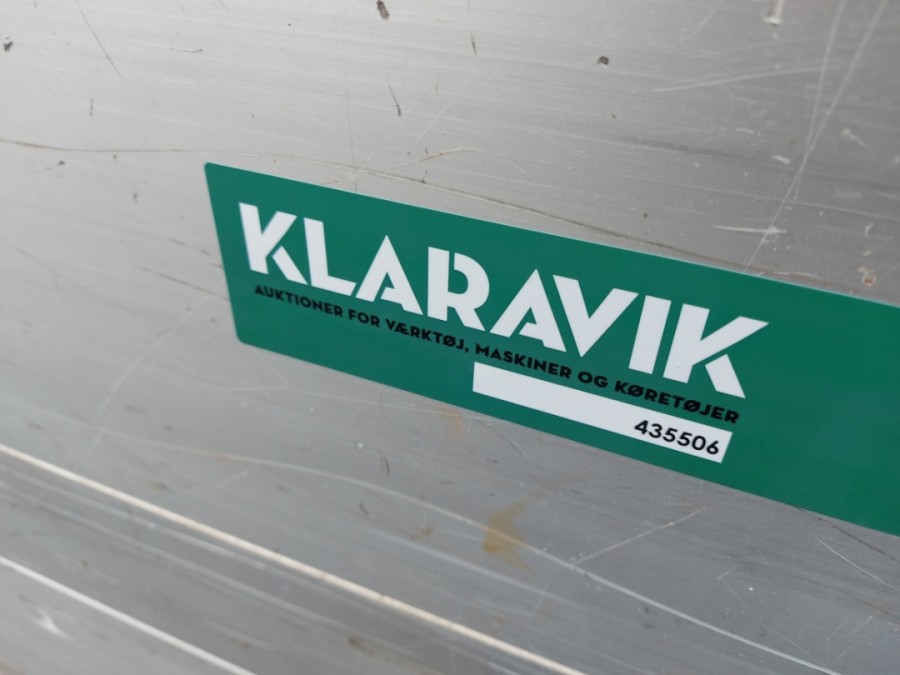 KLARAVIK
AUKTIONER FOR VÆRKTØJ, MASKINER OG KØRETØJER
435506